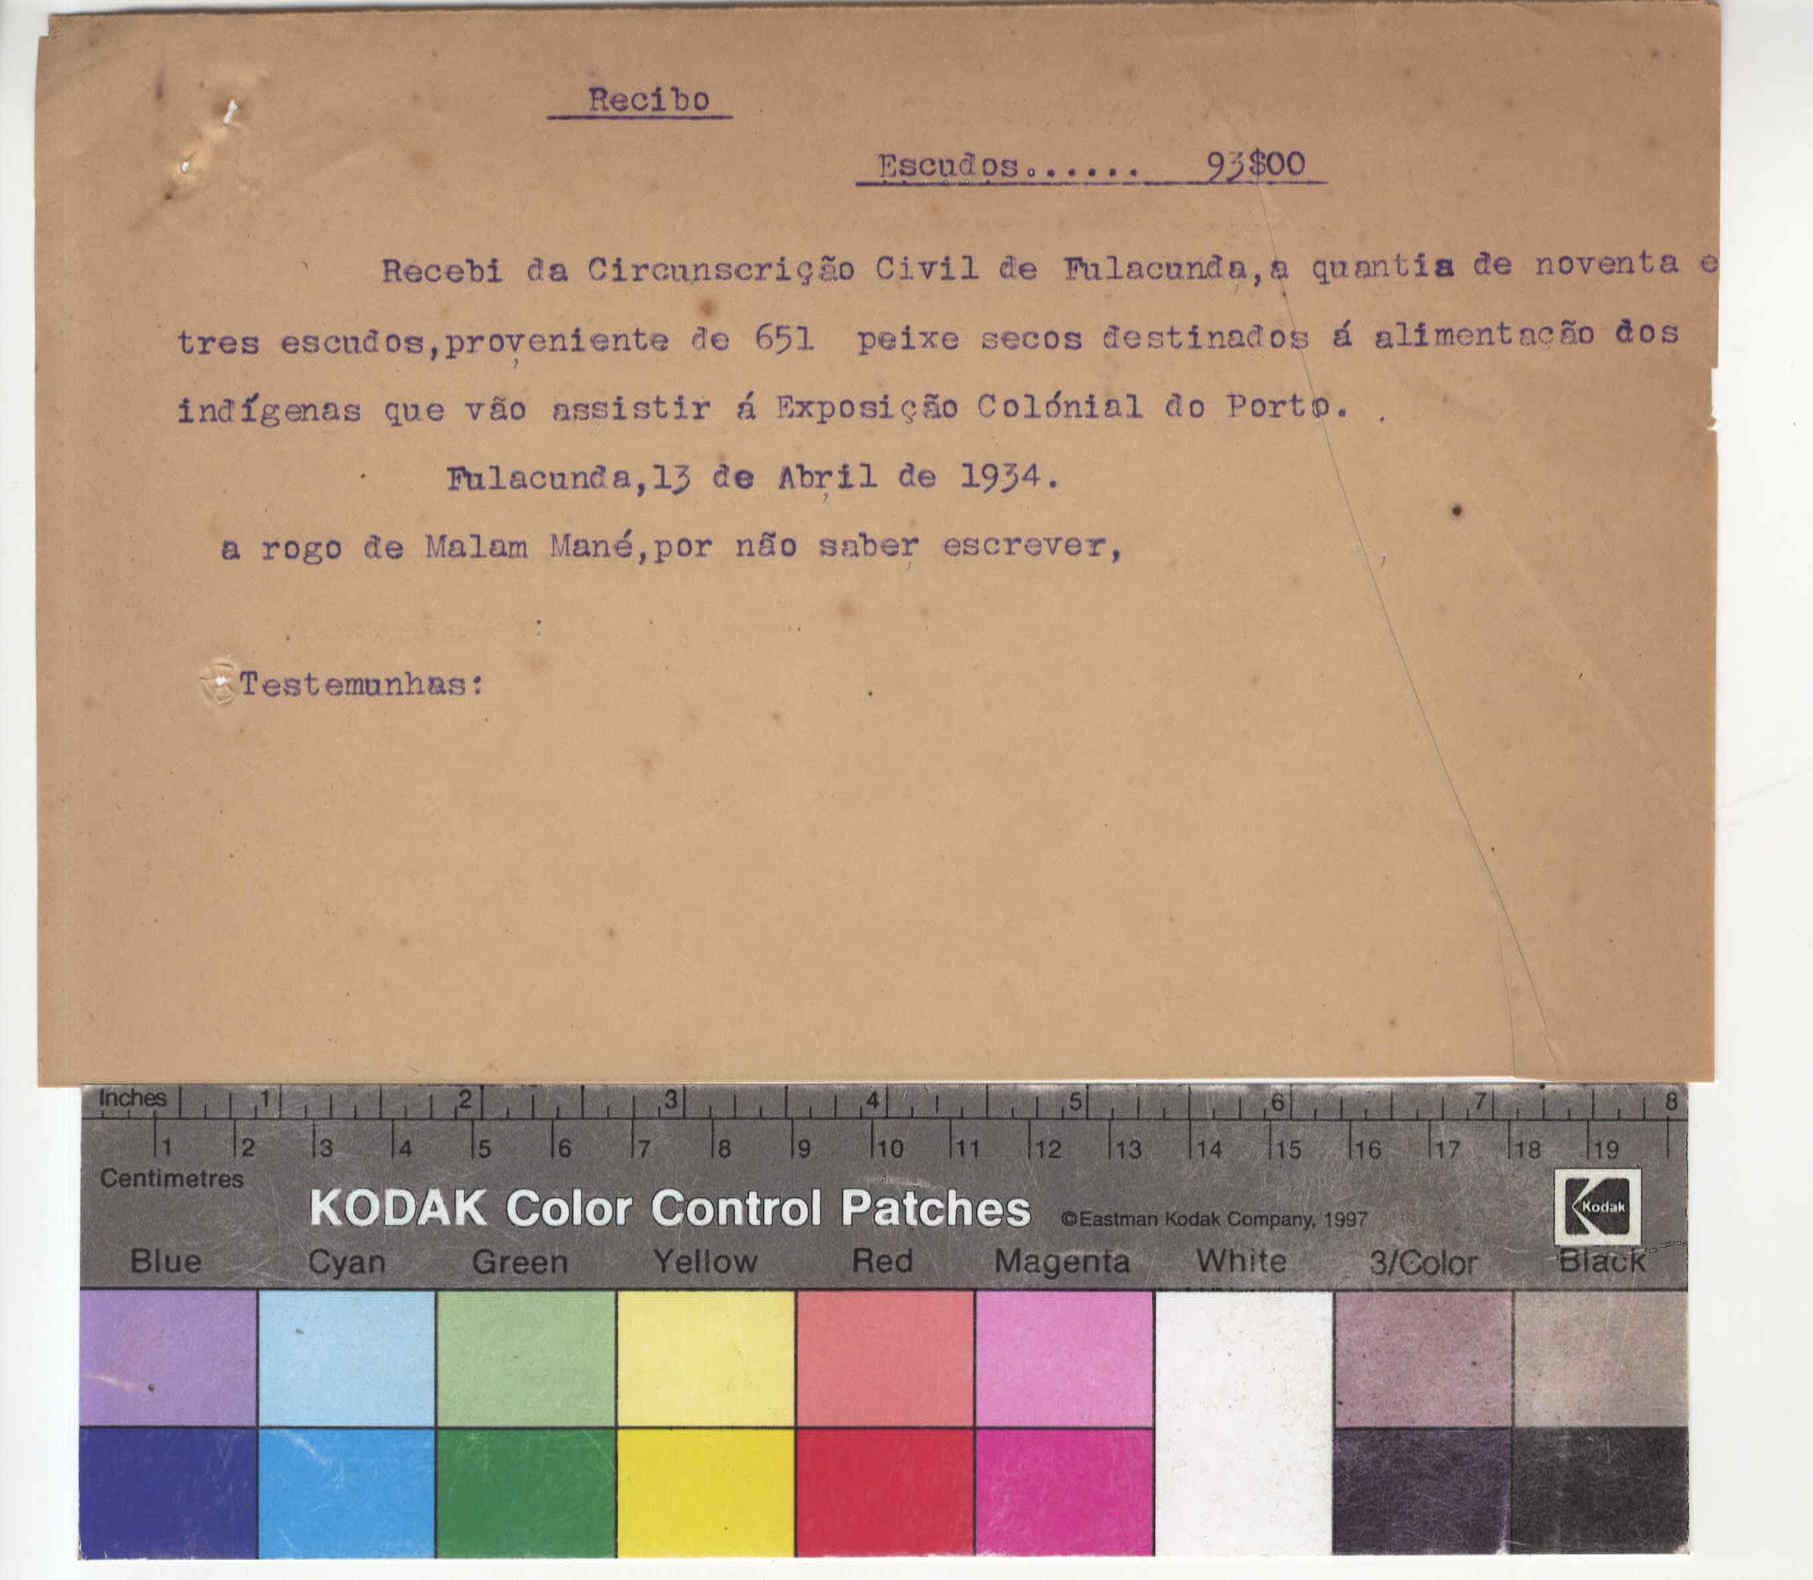 Recibo
Escudos...... 93$00
Recebi da Circunscrição Civil de Fulacunda,a quantia de noventa e
tres escudos,proveniente de 651 peixe secos destinados á alimentação dos
indígenas que vão assistir á Exposição Colónial do Porto.
Fulacunda,13 de Abril de 1934.
a rogo de Malam Mané,por não saber escrever,
Testemunhas:
Inches 1 2 3 4 5 6 7 8
1 2 3 4 5 6 7 8 9 10 11 12 13 14 15 16 17 18 19
Centimetres
KODAK Color Control Patches ©Eastman Kodak Company, 1997 Kodak
Blue Cyan Green Yellow Red Magenta White 3/Color Black